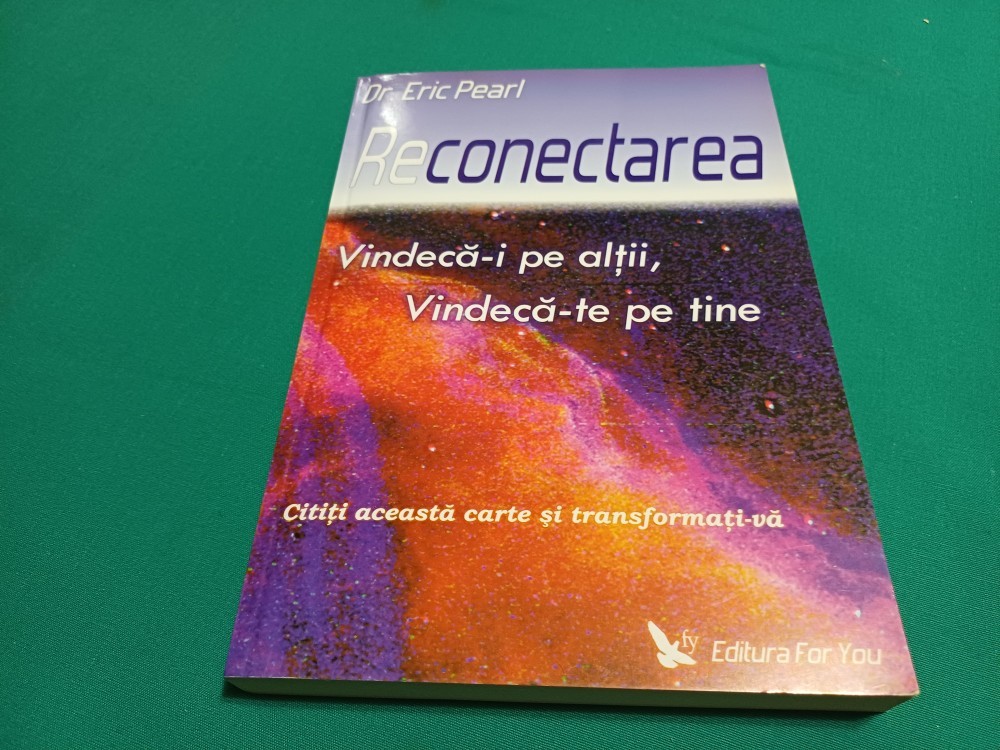 Dr. Eric Pearl
Reconectarea
Vindecă-i pe alții,
Vindecă-te pe tine
Citiți această carte și transformați-vă
fy
Editura For You